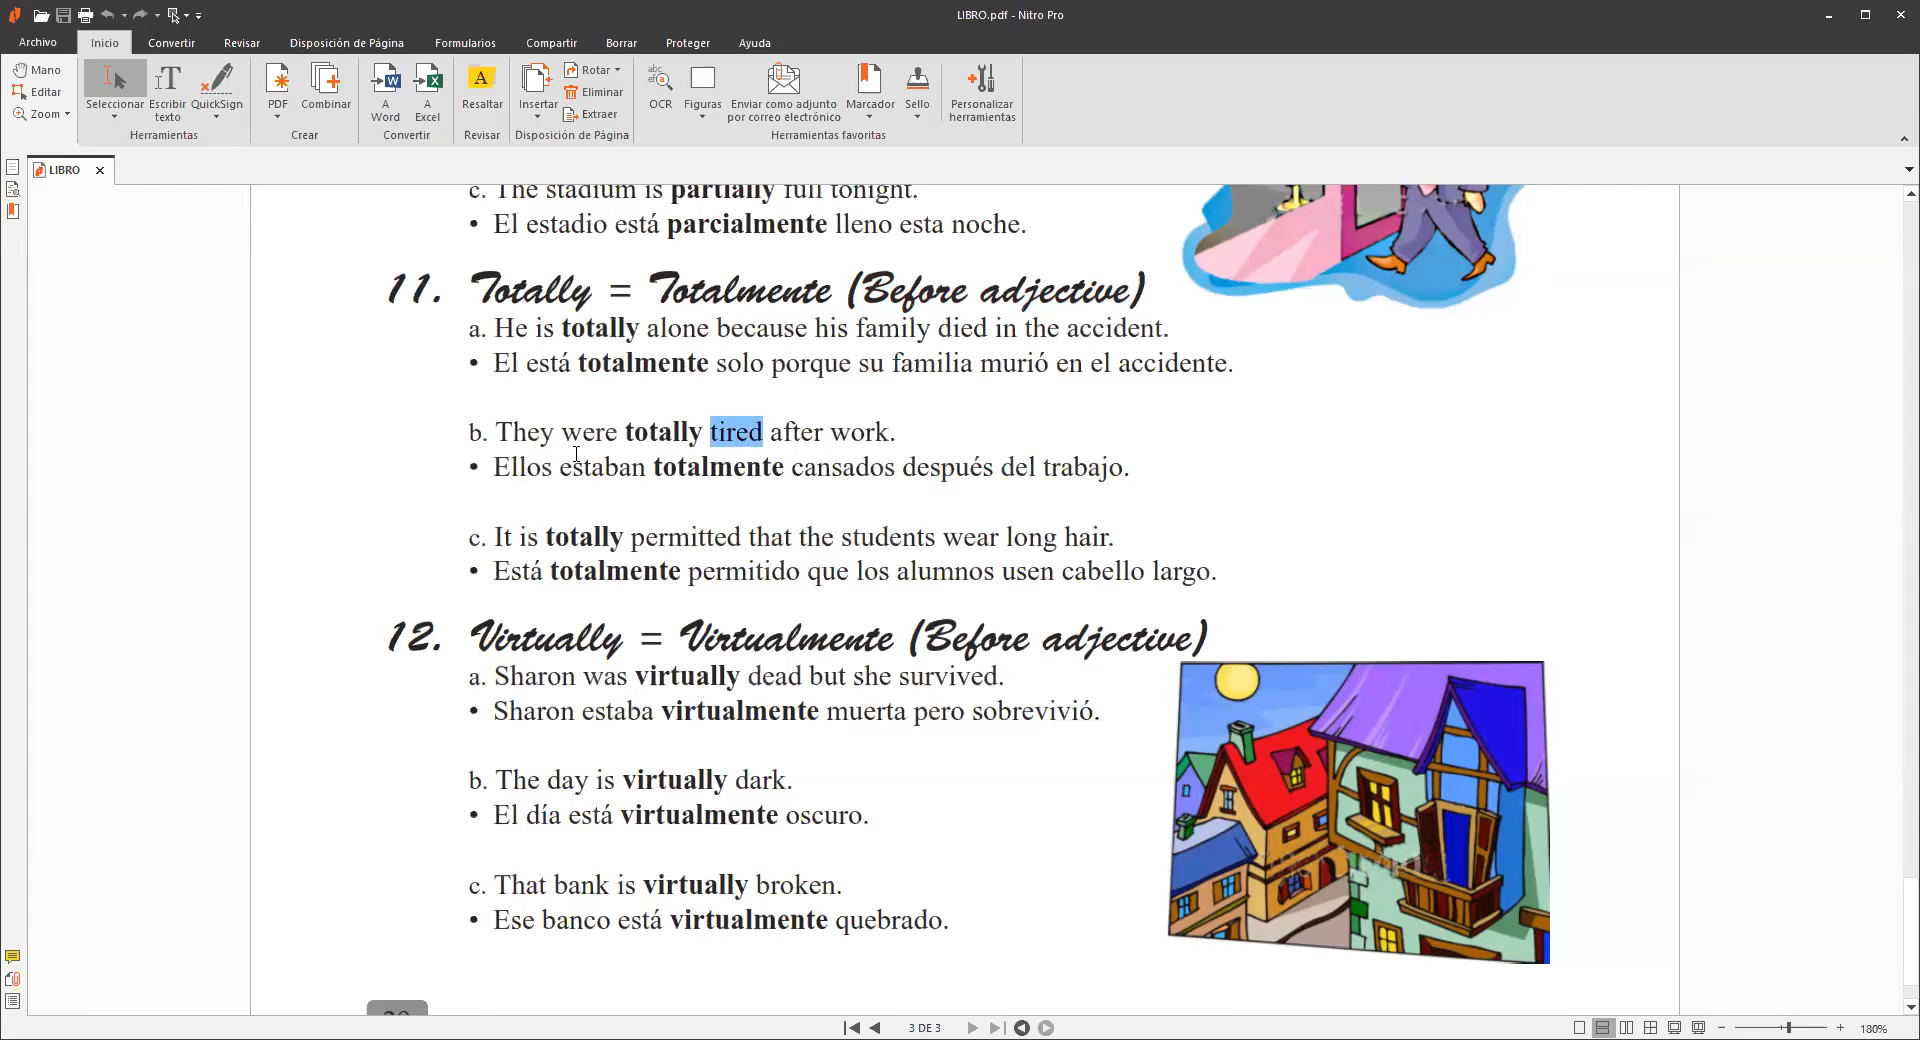 LIBRO.pdf - Nitro Pro
Archivo Inicio Convertir Revisar Disposición de Página Formularios Compartir Borrar Proteger Ayuda
Mano
Editar
Zoom
Seleccionar
Escribir texto
QuickSign
Herramientas
PDF
Combinar
Crear
A Word
A Excel
Convertir
Resaltar
Revisar
Insertar
Rotar
Eliminar
Extraer
Disposición de Página
OCR
Figuras
Enviar como adjunto por correo electrónico
Marcador
Sello
Herramientas favoritas
Personalizar herramientas
LIBRO
c. The stadium is partially full tonight.
• El estadio está parcialmente lleno esta noche.
11. Totally = Totalmente (Before adjective)
a. He is totally alone because his family died in the accident.
• El está totalmente solo porque su familia murió en el accidente.
b. They were totally tired after work.
• Ellos estaban totalmente cansados después del trabajo.
c. It is totally permitted that the students wear long hair.
• Está totalmente permitido que los alumnos usen cabello largo.
12. Virtually = Virtualmente (Before adjective)
a. Sharon was virtually dead but she survived.
• Sharon estaba virtualmente muerta pero sobrevivió.
b. The day is virtually dark.
• El día está virtualmente oscuro.
c. That bank is virtually broken.
• Ese banco está virtualmente quebrado.
3 DE 3
180%